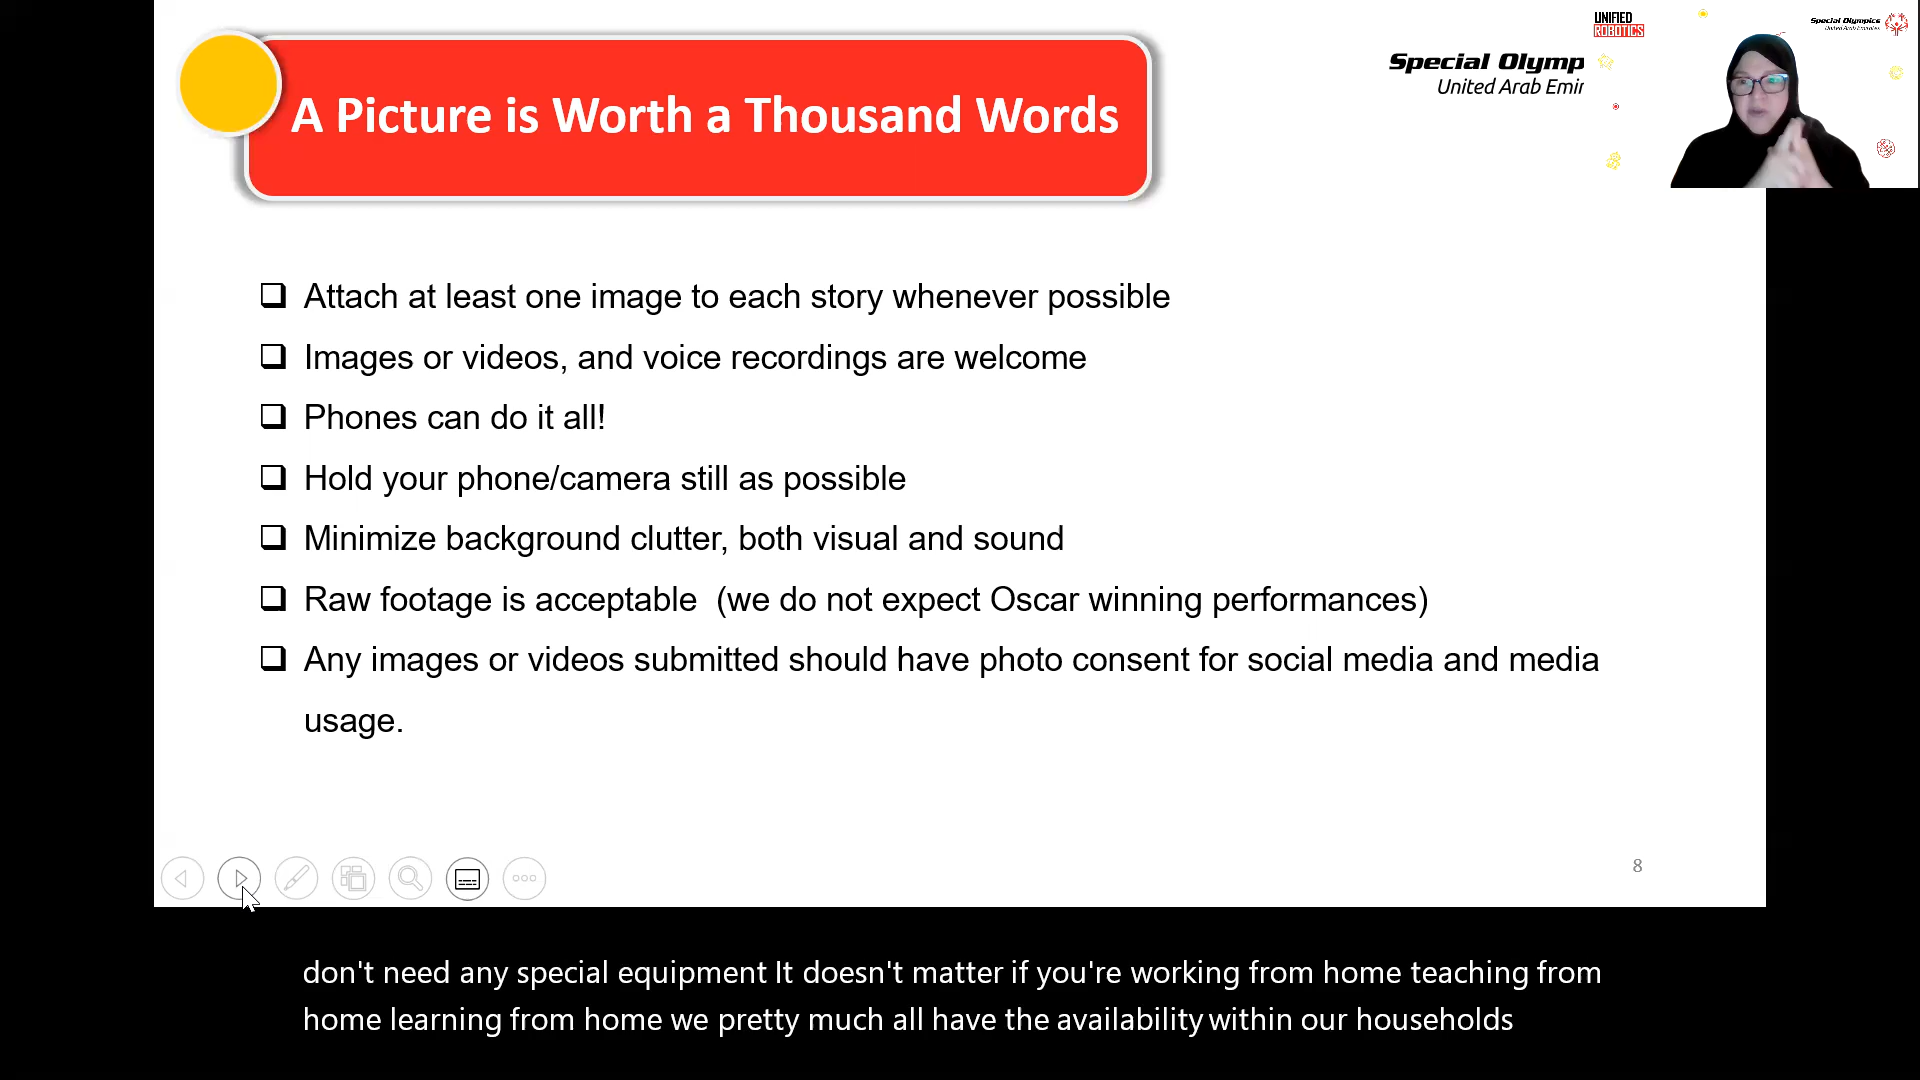 A Picture is Worth a Thousand Words
Special Olymp
United Arab Emir
UNIFIED
ROBOTICS
Special Olympics
United Arab Emirates
Attach at least one image to each story whenever possible
Images or videos, and voice recordings are welcome
Phones can do it all!
Hold your phone/camera still as possible
Minimize background clutter, both visual and sound
Raw footage is acceptable  (we do not expect Oscar winning performances)
Any images or videos submitted should have photo consent for social media and media
usage.
8
don't need any special equipment It doesn't matter if you're working from home teaching from
home learning from home we pretty much all have the availability within our households